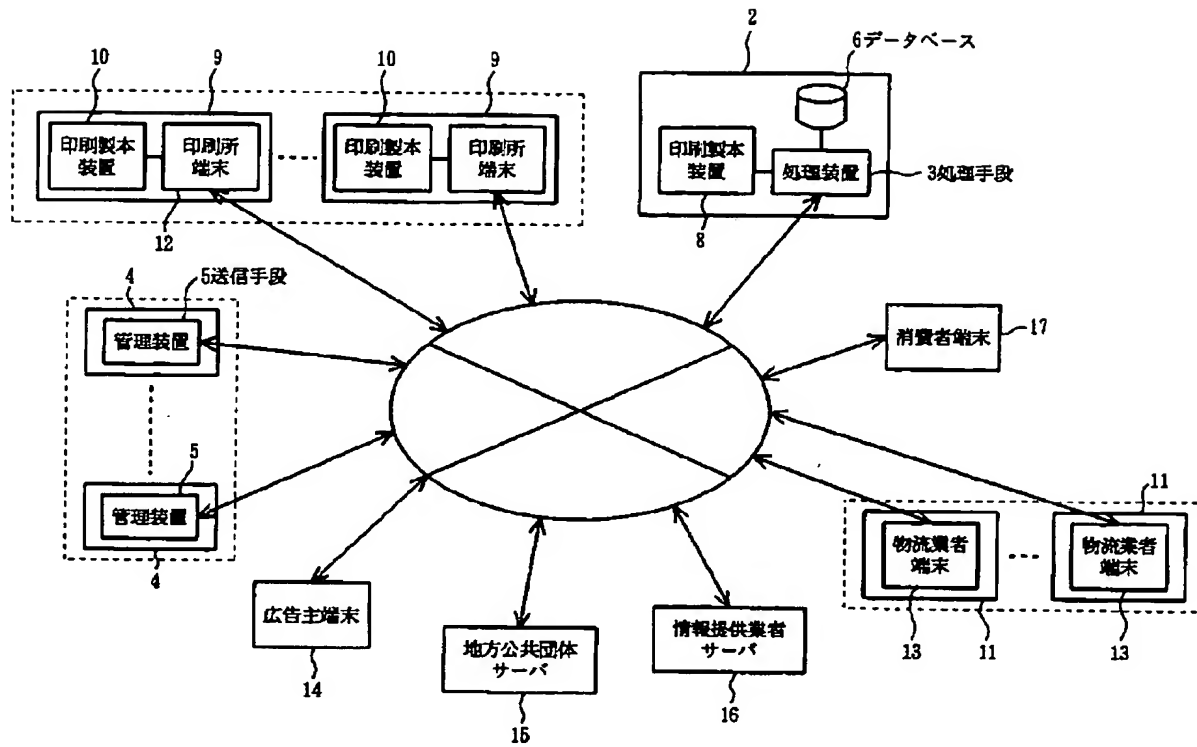 10
9
10
9
2
6データベース
印刷製本
装置
印刷所
端末
印刷製本
装置
印刷所
端末
印刷製本
装置
処理装置
3処理手段
12
8
4
5送信手段
管理装置
消費者端末
17
5
管理装置
4
11
物流業者
端末
物流業者
端末
広告主端末
地方公共団体
サーバ
情報提供業者
サーバ
13
11
13
14
15
16